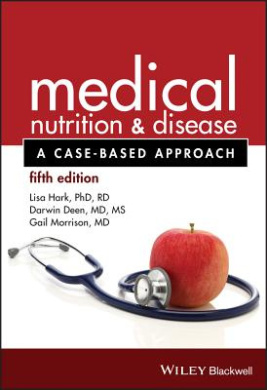 medical
nutrition & disease
A CASE-BASED APPROACH
fifth edition
Lisa Hark, PhD, RD
Darwin Deen, MD, MS
Gail Morrison, MD
WILEY Blackwell